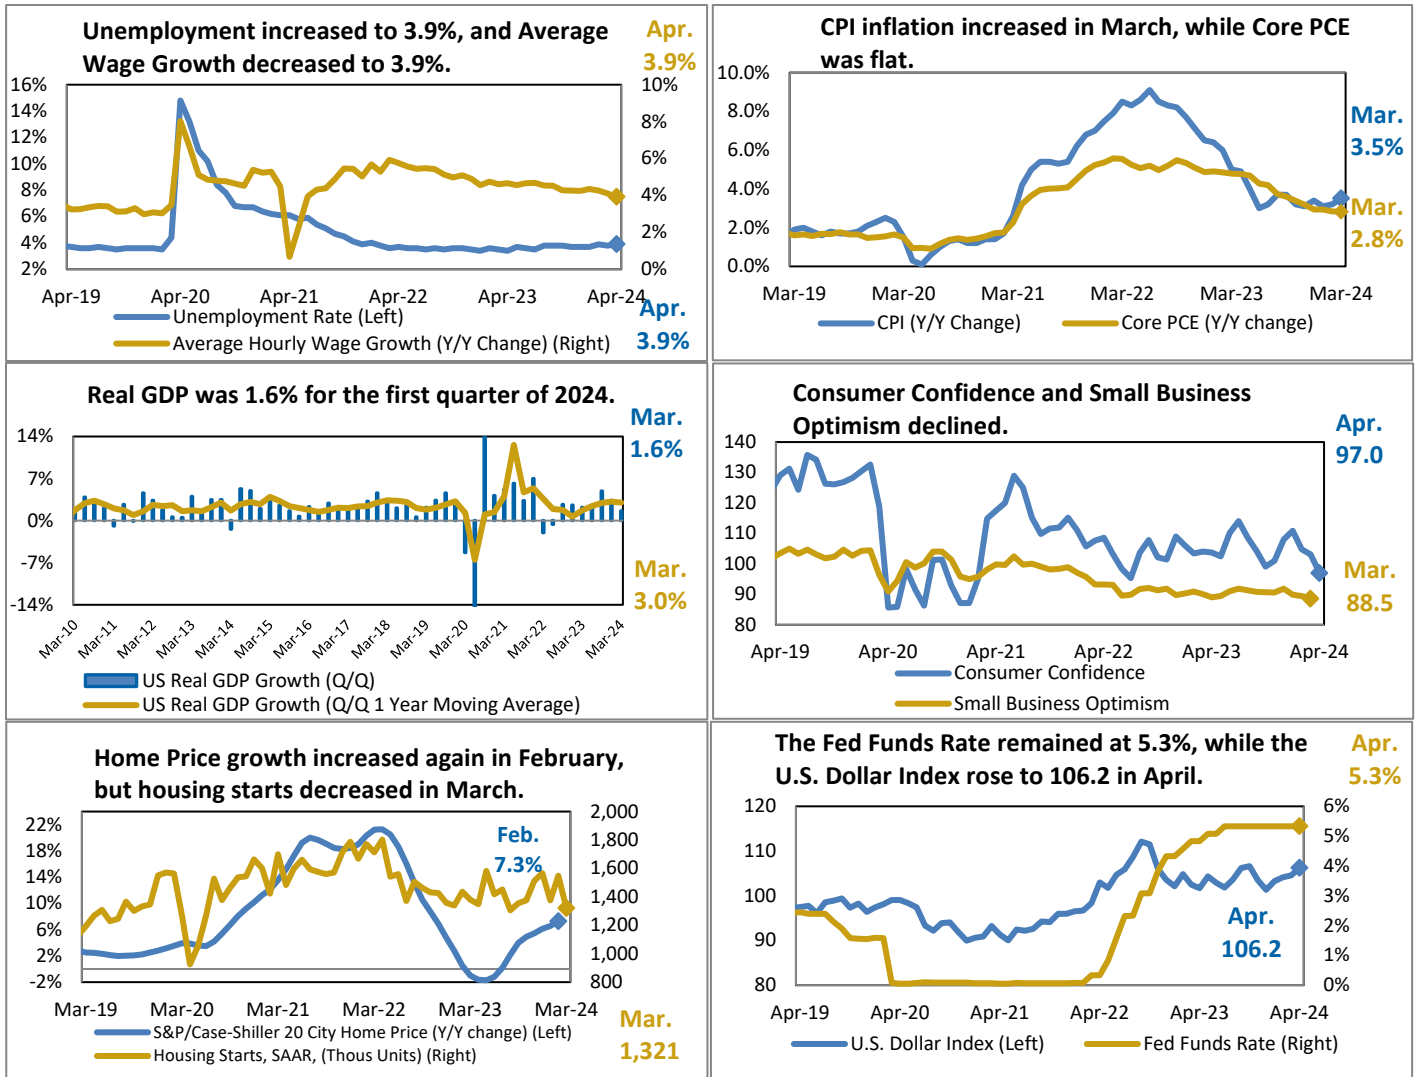 Unemployment increased to 3.9%, and Average
Wage Growth decreased to 3.9%.
Apr.
3.9%
16%
14%
12%
10%
8%
6%
4%
2%
10%
8%
6%
4%
2%
0%
Apr-19 Apr-20 Apr-21 Apr-22 Apr-23 Apr-24
Unemployment Rate (Left)
Average Hourly Wage Growth (Y/Y Change) (Right)
Apr.
3.9%
CPI inflation increased in March, while Core PCE
was flat.
10.0%
8.0%
6.0%
4.0%
2.0%
0.0%
Mar.
3.5%
Mar.
2.8%
Mar-19 Mar-20 Mar-21 Mar-22 Mar-23 Mar-24
CPI (Y/Y Change) Core PCE (Y/Y change)
Real GDP was 1.6% for the first quarter of 2024.
Mar.
1.6%
14%
7%
0%
-7%
-14%
Mar.
3.0%
Mar-10 Mar-11 Mar-12 Mar-13 Mar-14 Mar-15 Mar-16 Mar-17 Mar-18 Mar-19 Mar-20 Mar-21 Mar-22 Mar-23 Mar-24
US Real GDP Growth (Q/Q)
US Real GDP Growth (Q/Q 1 Year Moving Average)
Consumer Confidence and Small Business
Optimism declined.
Apr.
97.0
140
130
120
110
100
90
80
Mar.
88.5
Apr-19 Apr-20 Apr-21 Apr-22 Apr-23 Apr-24
Consumer Confidence
Small Business Optimism
Home Price growth increased again in February,
but housing starts decreased in March.
22%
18%
14%
10%
6%
2%
-2%
Feb.
7.3%
2,000
1,800
1,600
1,400
1,200
1,000
800
Mar-19 Mar-20 Mar-21 Mar-22 Mar-23 Mar-24
S&P/Case-Shiller 20 City Home Price (Y/Y change) (Left)
Housing Starts, SAAR, (Thous Units) (Right)
Mar.
1,321
The Fed Funds Rate remained at 5.3%, while the
U.S. Dollar Index rose to 106.2 in April.
Apr.
5.3%
120
110
100
90
80
6%
5%
4%
3%
2%
1%
0%
Apr.
106.2
Apr-19 Apr-20 Apr-21 Apr-22 Apr-23 Apr-24
U.S. Dollar Index (Left) Fed Funds Rate (Right)